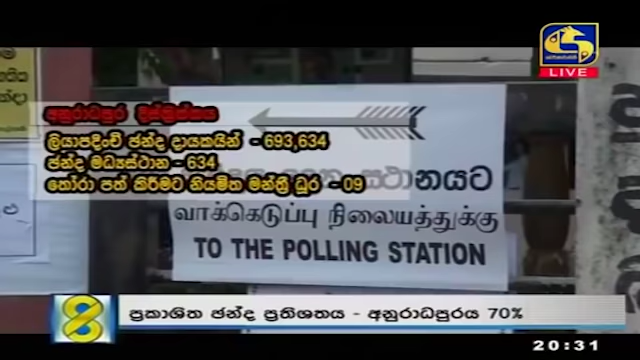 LIVE
අනුරාධපුර දිස්ත්‍රික්කය
ලියාපදිංචි ඡන්ද දායකයින් - 693,634
ඡන්ද මධ්‍යස්ථාන - 634
තෝරා පත් කිරීමට නියමිත මන්ත්‍රී ධූර - 09
ස්ථානයට
வாக்கெடுப்பு நிலையத்துக்கு
TO THE POLLING STATION
8
ප්‍රකාශිත ඡන්ද ප්‍රතිශතය - අනුරාධපුරය 70%
20:31